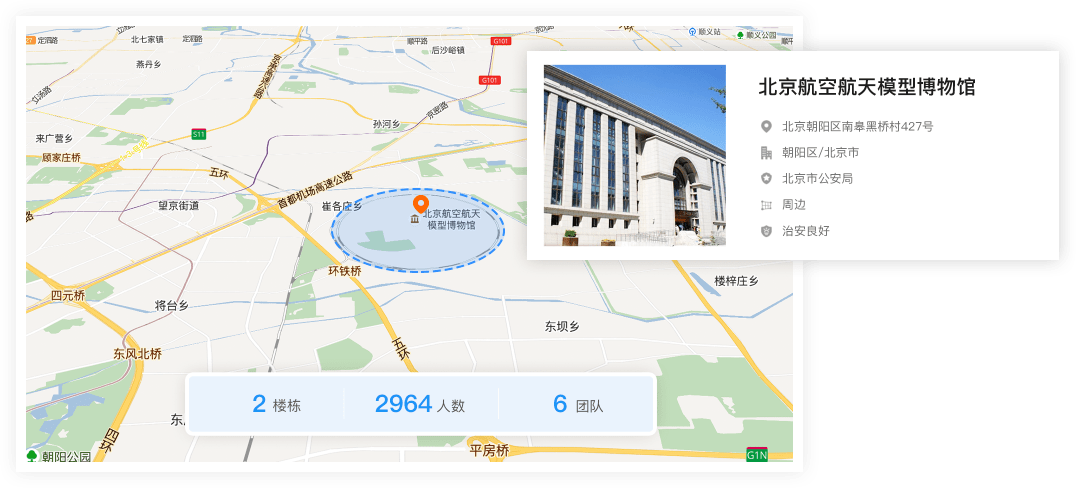 定泗路
北七家镇
定泗路
顺平路
G101
后沙峪镇
顺义站
顺义公园
燕丹乡
京承高速公路
G101
立汤路
京密路
孙河乡
来广营乡
S11
顾家庄桥
五环
首都机场高速公路
望京街道
崔各庄乡
北京航空航天
模型博物馆
环铁桥
楼梓庄乡
四元桥
将台乡
东坝乡
五环
东风北桥
四环
平房桥
朝阳公园
G1N
2 楼栋
2964 人数
6 团队
北京航空航天模型博物馆
北京朝阳区南皋黑桥村427号
朝阳区/北京市
北京市公安局
周边
治安良好